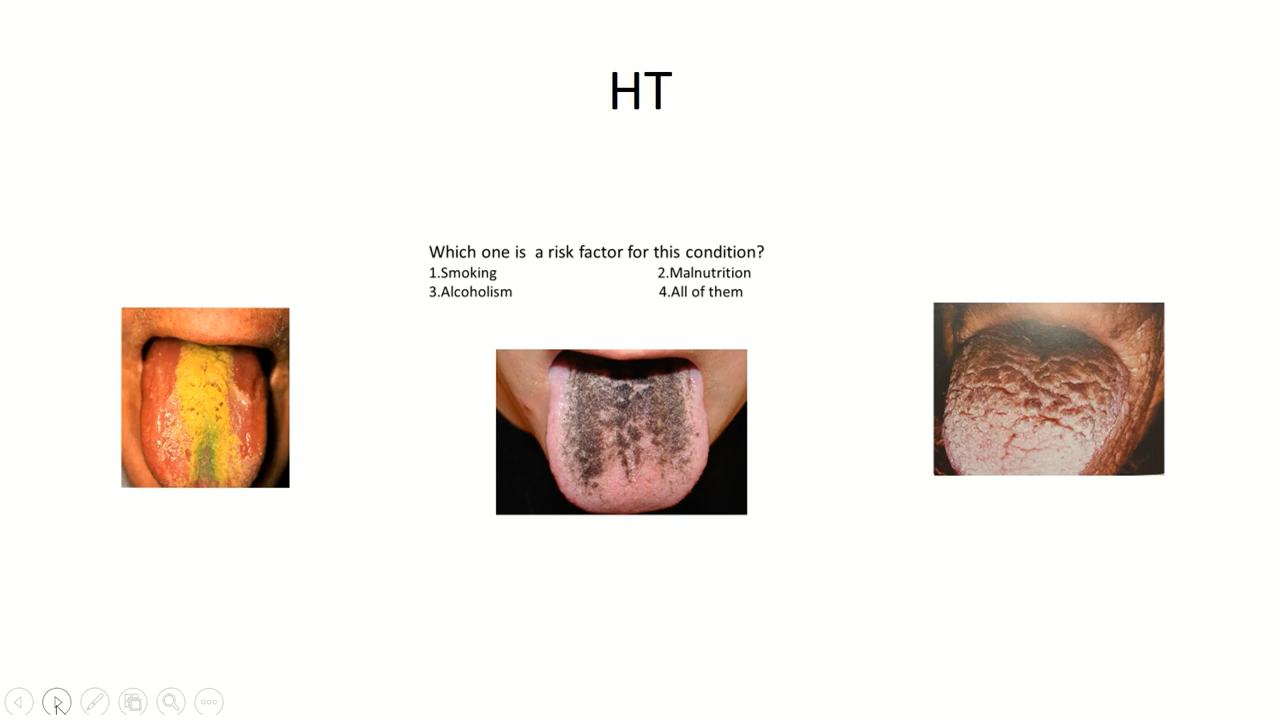 HT
Which one is  a risk factor for this condition?
1.Smoking 2.Malnutrition
3.Alcoholism 4.All of them